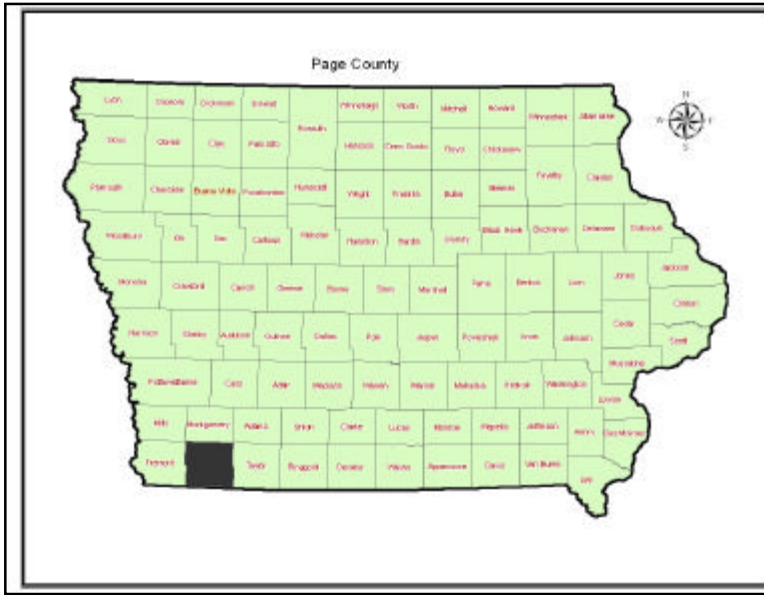 Page County
N
W E
S
Lyon Osceola Dickinson Emmet Kossuth Winnebago Worth Mitchell Howard Winneshiek Allamakee
Sioux Obrien Clay Palo Alto Hancock Cerro Gordo Floyd Chickasaw
Plymouth Cherokee Buena Vista Pocahontas Humboldt Wright Franklin Butler Bremer Fayette Clayton
Woodbury Ida Sac Calhoun Webster Hamilton Hardin Grundy Black Hawk Buchanan Delaware Dubuque
Monona Crawford Carroll Greene Boone Story Marshall Tama Benton Linn Jones Jackson
Clinton
Harrison Shelby Audubon Guthrie Dallas Polk Jasper Poweshiek Iowa Johnson Cedar Scott
Muscatine
Pottawattamie Cass Adair Madison Warren Marion Mahaska Keokuk Washington Louisa
Mills Montgomery Adams Union Clarke Lucas Monroe Wapello Jefferson Henry Des Moines
Fremont Taylor Ringgold Decatur Wayne Appanoose Davis Van Buren Lee